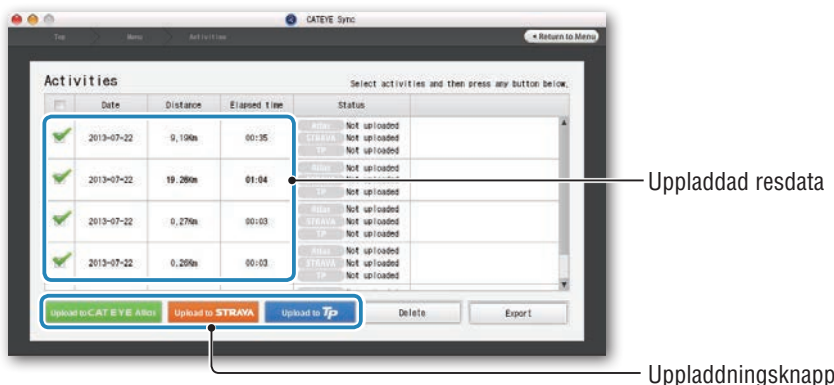 CATEYE Sync
Top Menu Activities
Return to Menu
Activities
Select activities and then press any button below.
Date Distance Elapsed time Status
2013-07-22 9,19Km 00:35
Atlas Not uploaded
STRAVA Not uploaded
TP Not uploaded
2013-07-22 19.28Km 01:04
Atlas Not uploaded
TP Not uploaded
Uppladdad resdata
2013-07-22 0,27Km 00:03
Atlas Not uploaded
STRAVA Not uploaded
TP Not uploaded
2013-07-22 0,26Km 00:03
Atlas Not uploaded
STRAVA Not uploaded
TP Not uploaded
Upload to CATEYE Atlas Upload to STRAVA Upload to Tp Delete Export
Uppladdningsknapp